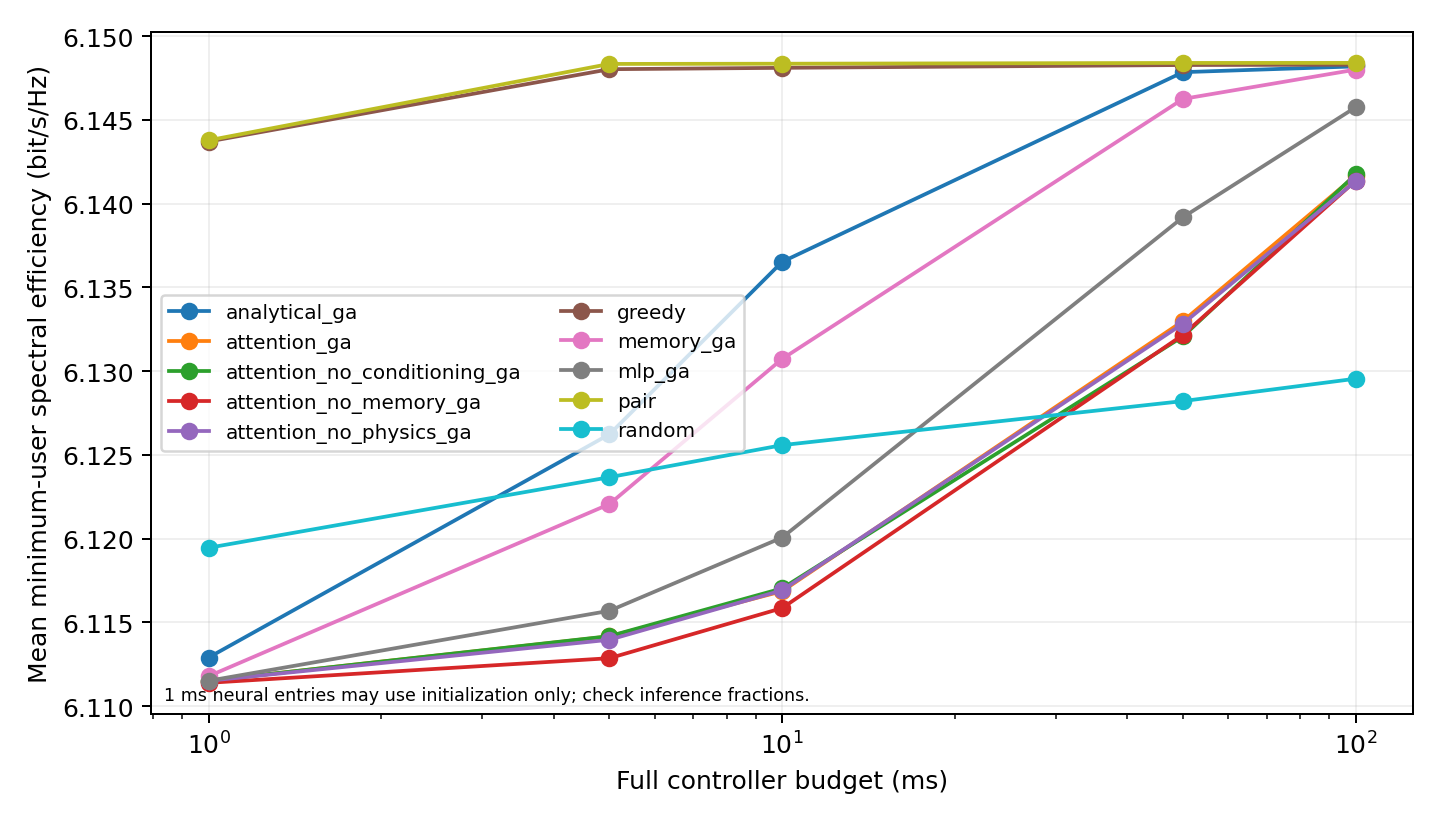 6.150
6.145
6.140
6.135
6.130
6.125
6.120
6.115
6.110
Mean minimum-user spectral efficiency (bit/s/Hz)
analytical_ga
attention_ga
attention_no_conditioning_ga
attention_no_memory_ga
attention_no_physics_ga
greedy
memory_ga
mlp_ga
pair
random
1 ms neural entries may use initialization only; check inference fractions.
10⁰ 10¹ 10²
Full controller budget (ms)